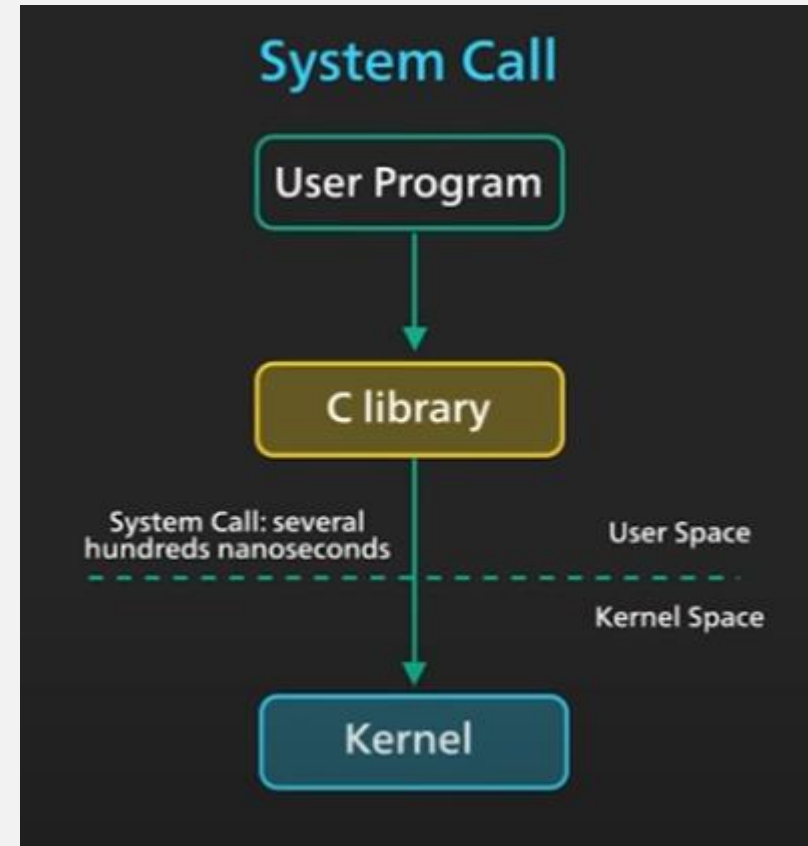 System Call
User Program
C library
System Call: several
hundreds nanoseconds
User Space
Kernel Space
Kernel